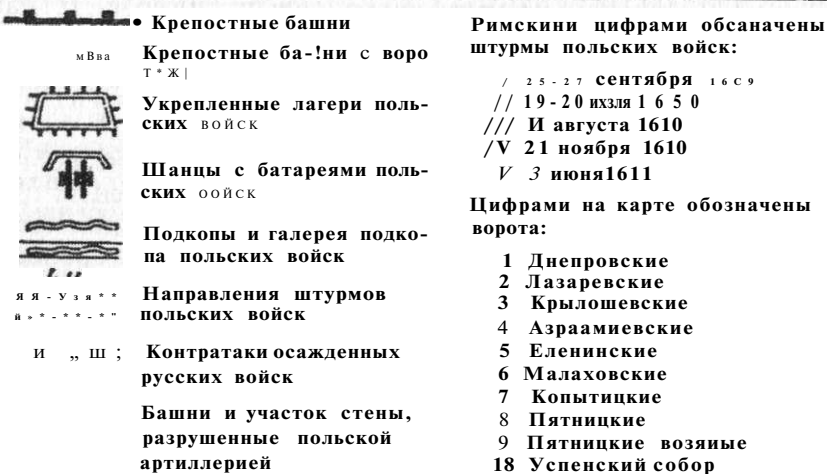 • Крепостные башни
мВва Крепостные ба-!ни с воро
Т*Ж|
Укрепленные лагери поль-
ских войск
Шанцы с батареями поль-
ских оойск
Подкопы и галерея подко-
па польских войск
ЯЯ-Узя** Направления штурмов
й»*-**-*" польских войск
и „ш; Контратаки осажденных
русских войск
Башни и участок стены,
разрушенные польской
артиллерией
Римскини цифрами обсаначены
штурмы польских войск:
/ 25-27 сентября 16С9
// 19-20 ихзля 1650
/// И августа 1610
/V 21 ноября 1610
V 3 июня1611
Цифрами на карте обозначены
ворота:
1 Днепровские
2 Лазаревские
3 Крылошевские
4 Азраамиевские
5 Еленинские
6 Малаховские
7 Копытицкие
8 Пятницкие
9 Пятницкие возяиые
18 Успенский собор